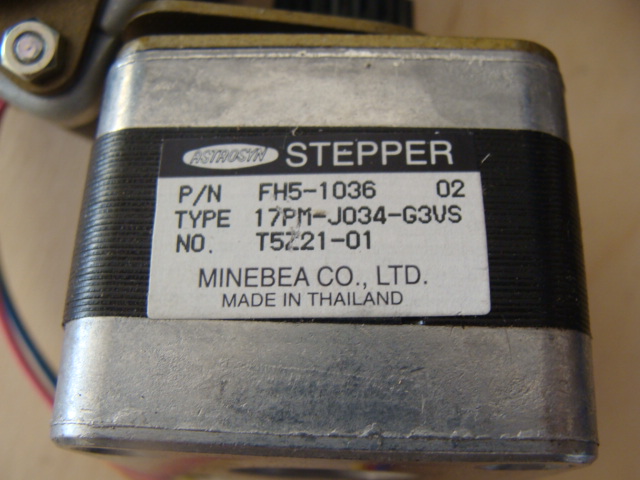 ASTROSYN STEPPER
P/N FH5-1036 02
TYPE 17PM-J034-G3VS
NO. T5Z21-01
MINEBEA CO., LTD.
MADE IN THAILAND